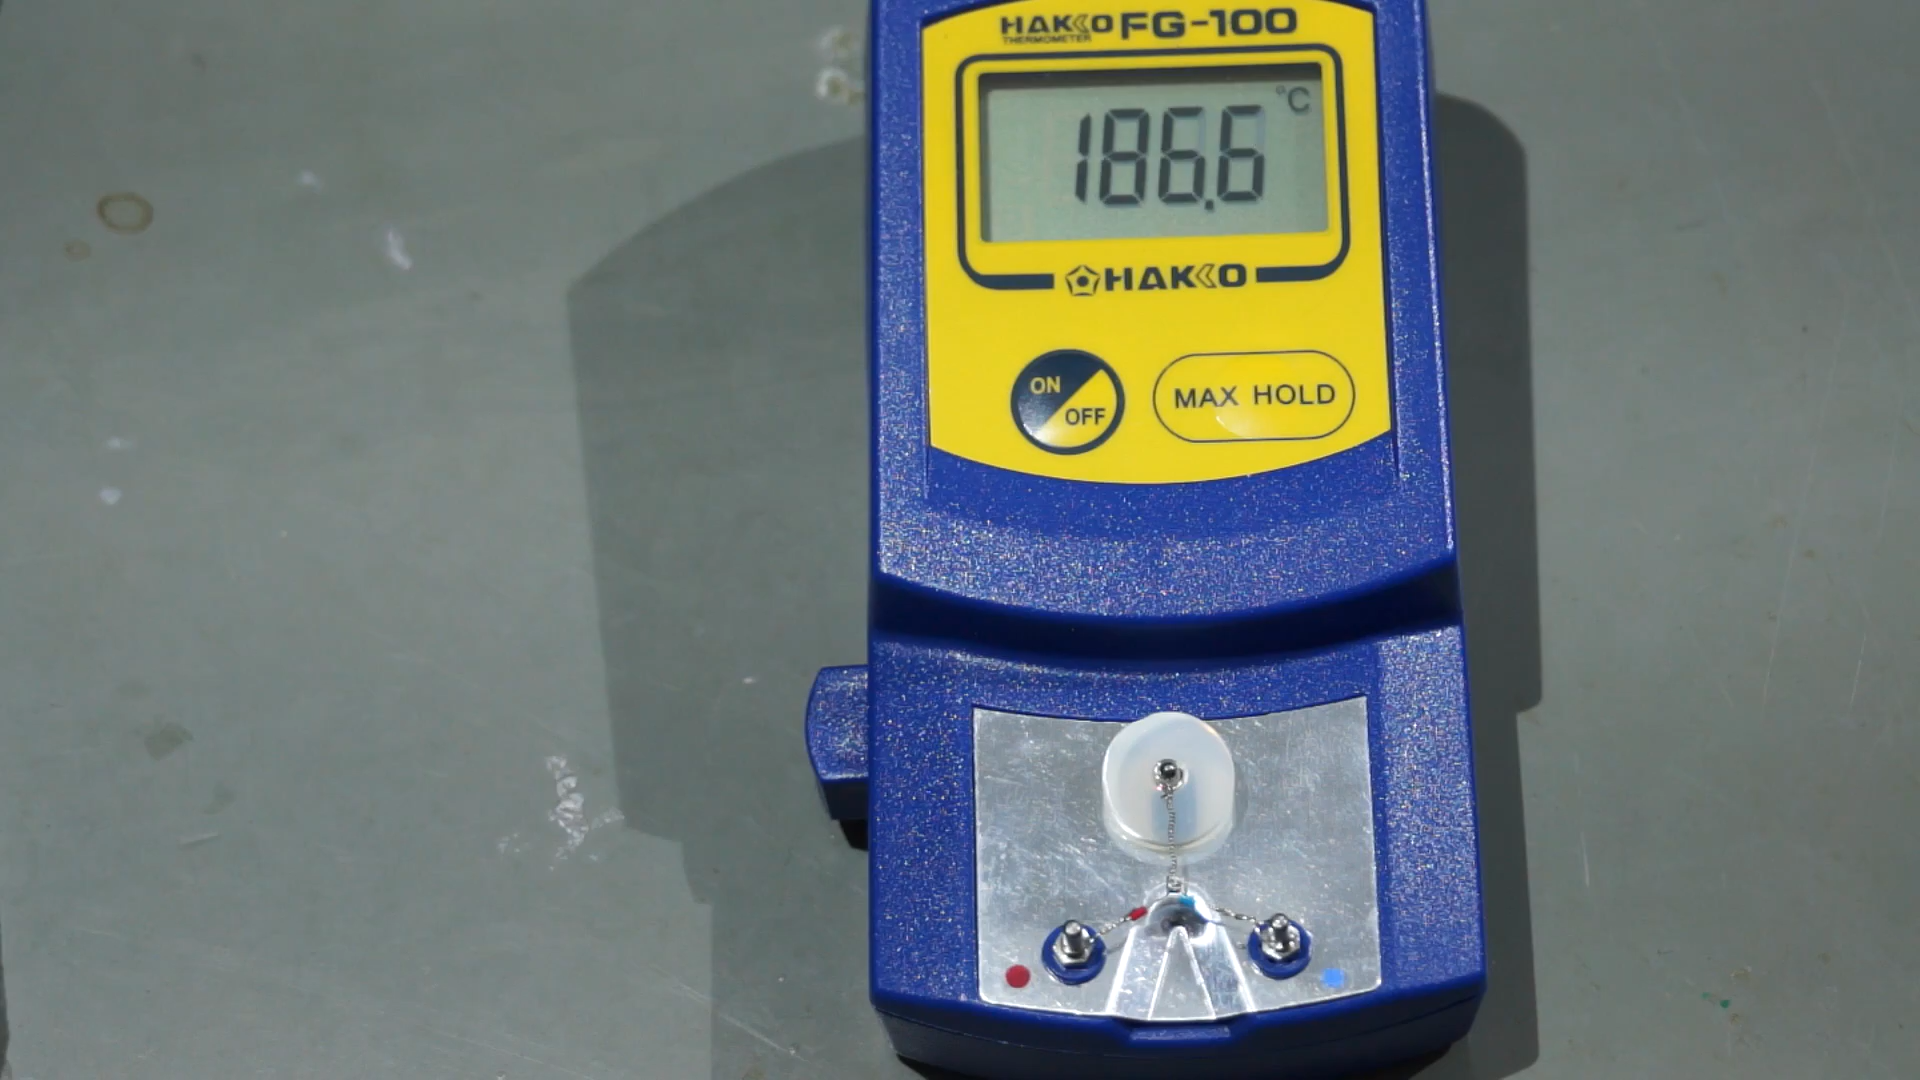 HAKKO FG-100
THERMOMETER
°C
186.6
HAKKO
ON
OFF
MAX HOLD